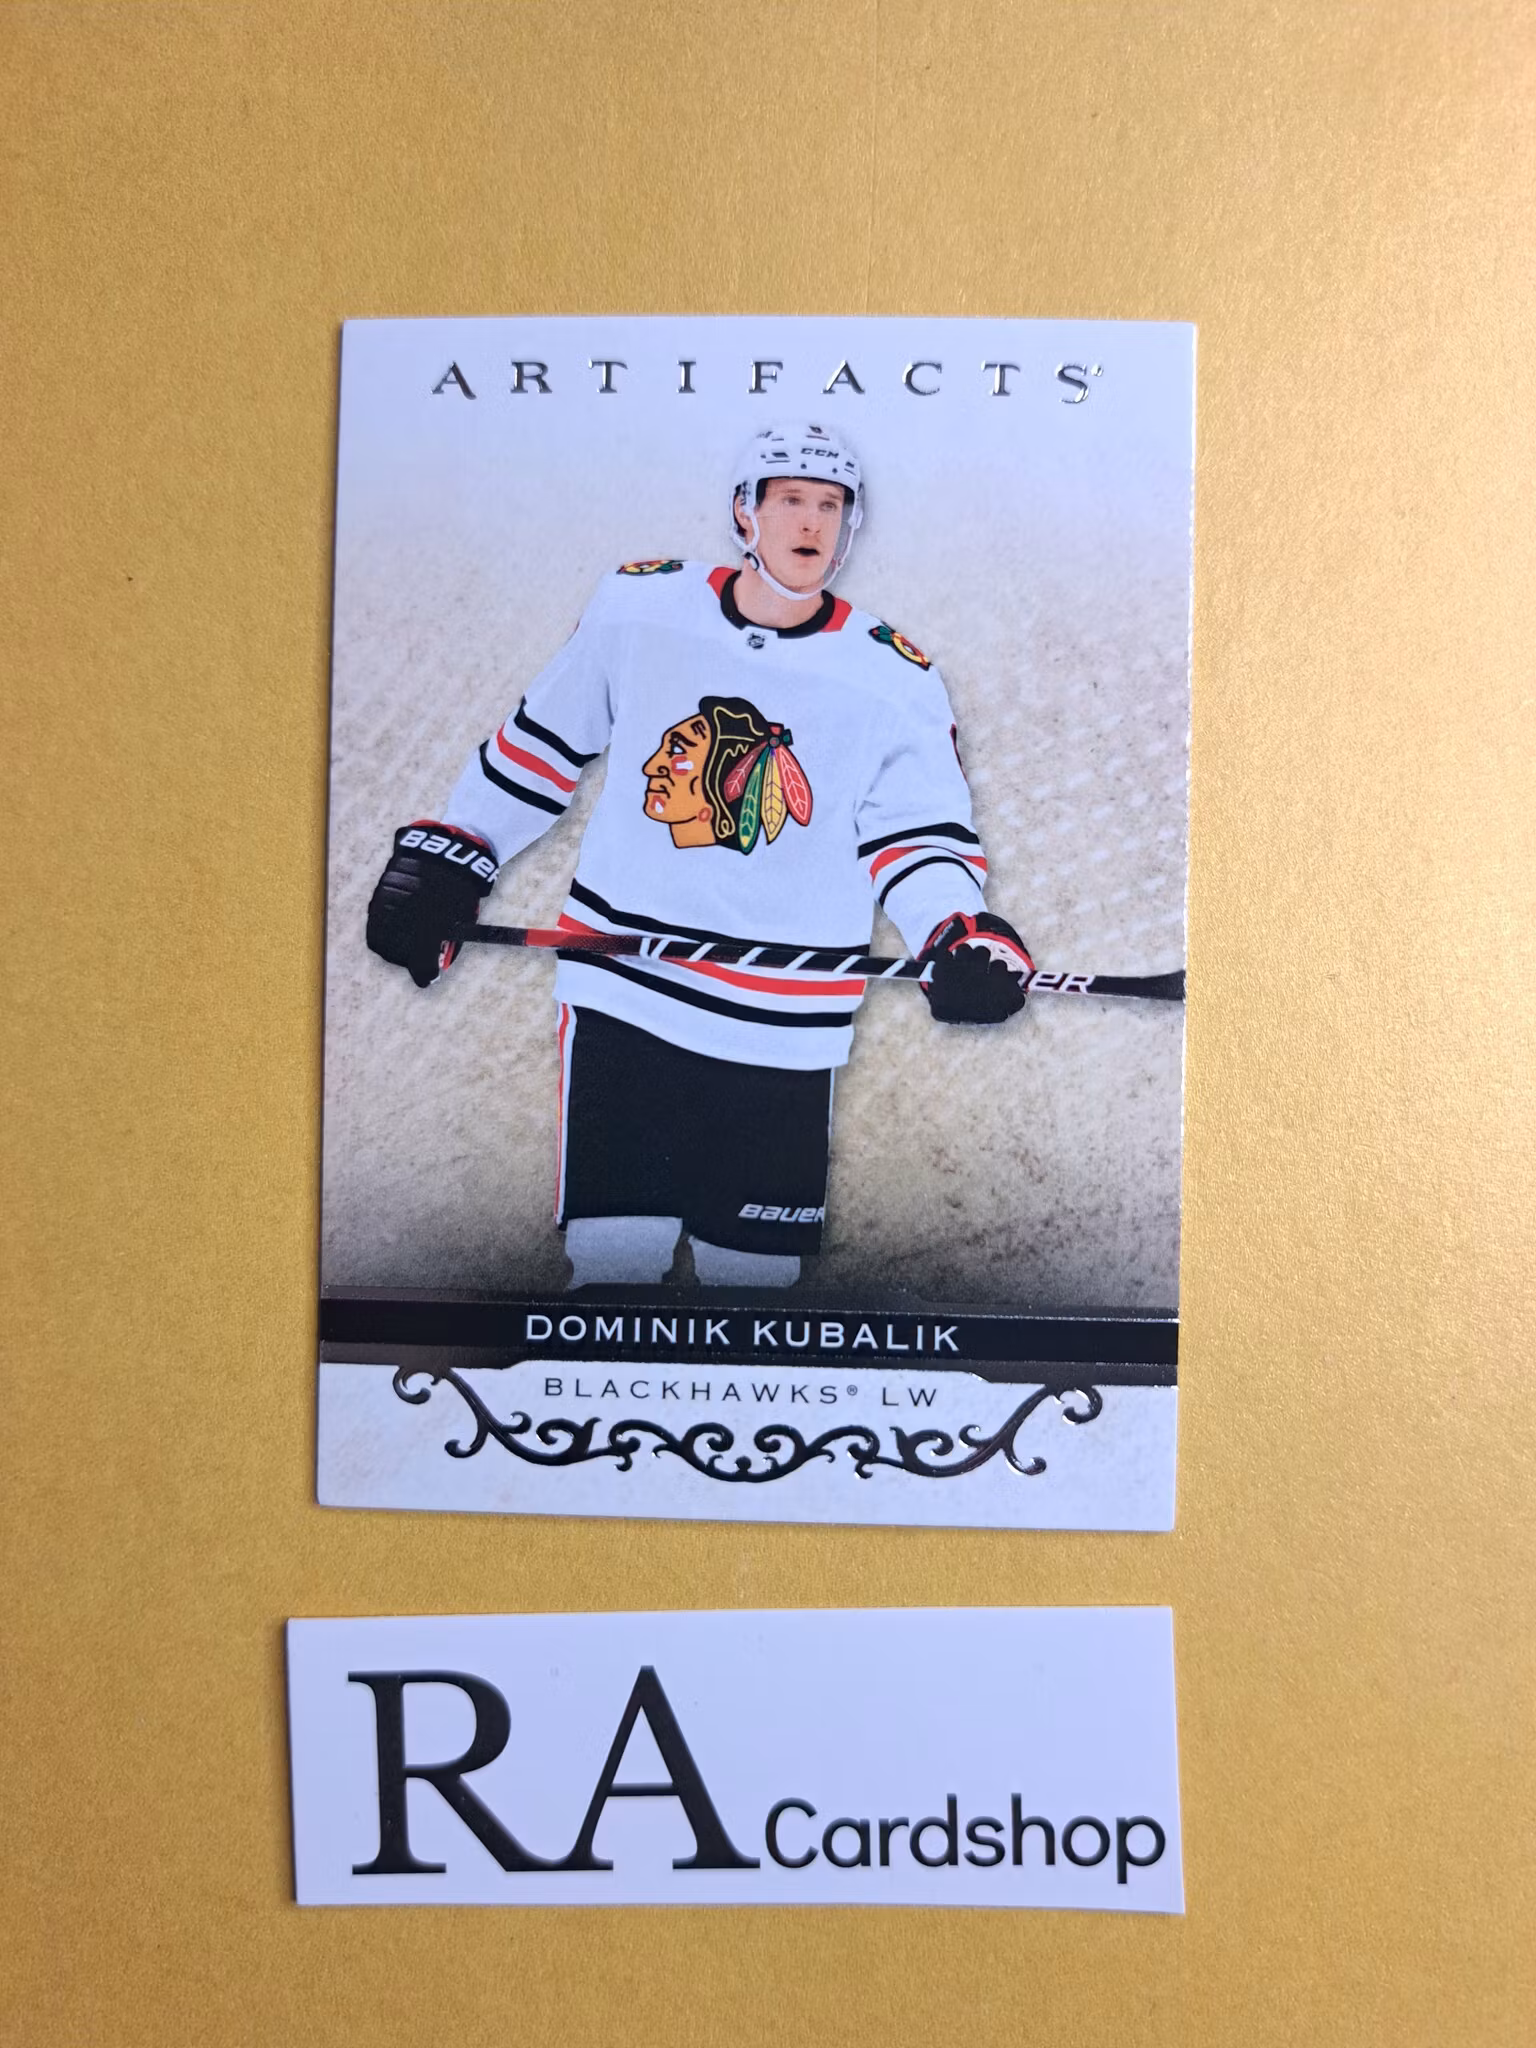 ARTIFACTS
CCM
BAUER
BAUER
DOMINIK KUBALIK
BLACKHAWKS® LW
RA Cardshop